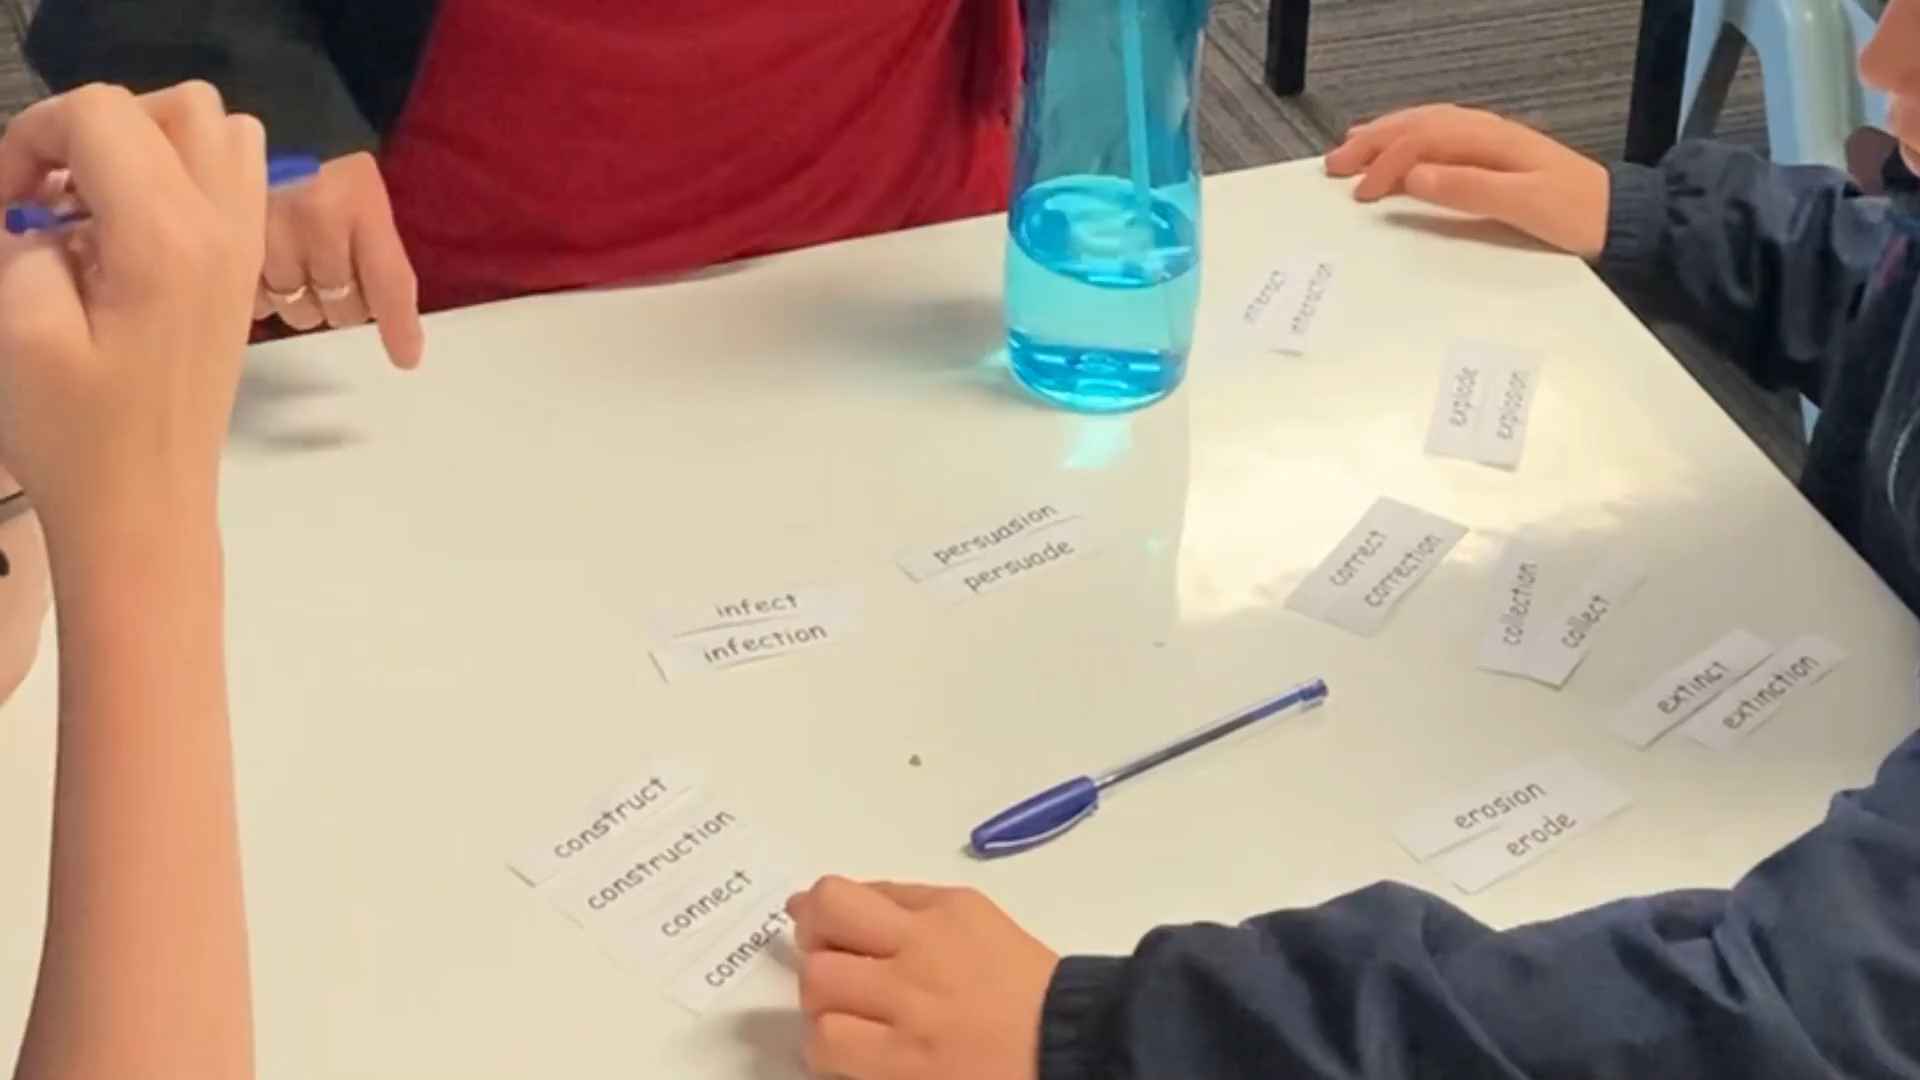 interact
interaction
explode
explosion
persuasion
persuade
correct
correction
infect
infection
collection
collect
extinct
extinction
construct
construction
connect
connecti
erosion
erode